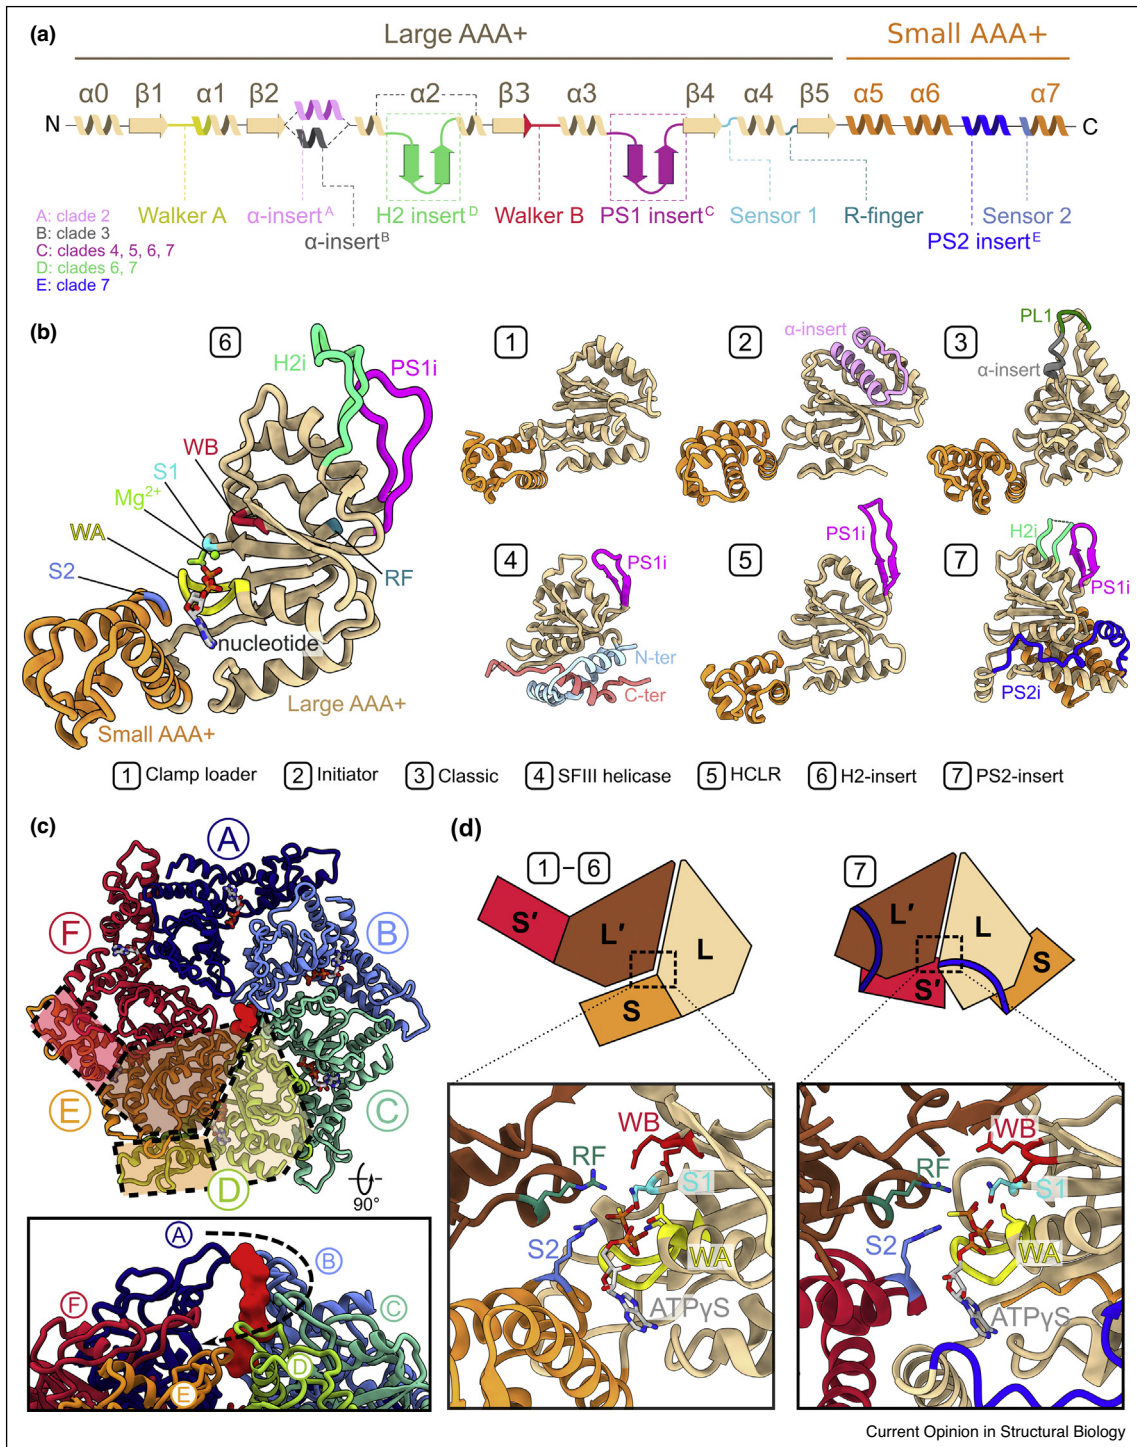 (a)
Large AAA+
Small AAA+
α0 β1 α1 β2 α2 β3 α3 β4 α4 β5 α5 α6 α7
N
C
Walker A α-insertᴬ H2 insertᴰ Walker B PS1 insertᶜ Sensor 1 R-finger Sensor 2
α-insertᴮ
PS2 insertᴱ
A: clade 2
B: clade 3
C: clades 4, 5, 6, 7
D: clades 6, 7
E: clade 7
(b)
6
H2i
PS1i
WB
S1
Mg²⁺
WA
S2
RF
nucleotide
Large AAA+
Small AAA+
1
2
α-insert
3
PL1
α-insert
4
PS1i
N-ter
C-ter
5
PS1i
7
H2i
PS1i
PS2i
1 Clamp loader 2 Initiator 3 Classic 4 SFIII helicase 5 HCLR 6 H2-insert 7 PS2-insert
(c)
A
B
C
D
E
F
90°
A
B
C
D
E
F
(d)
1 – 6
S′
L′
L
S
7
L′
L
S′
S
WB
RF
S1
S2
WA
ATPγS
WB
RF
S1
S2
WA
ATPγS
Current Opinion in Structural Biology